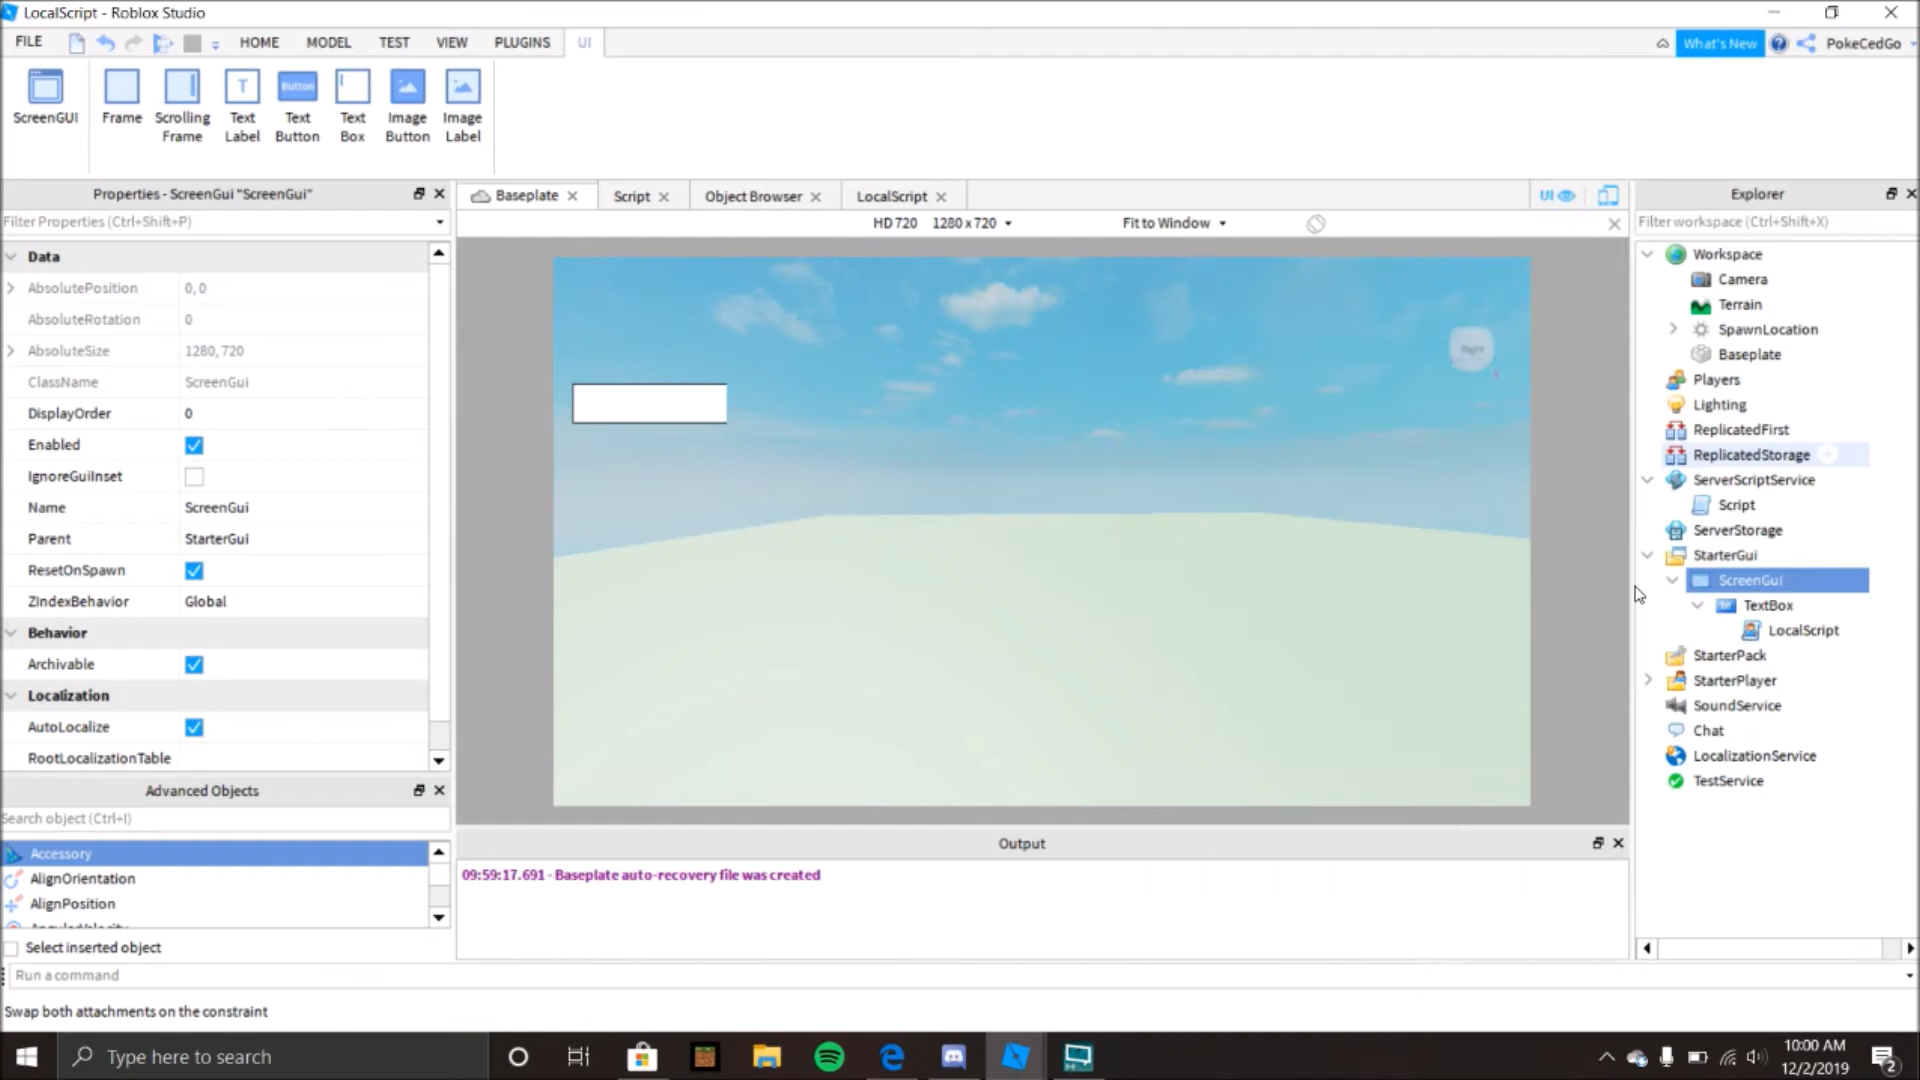 LocalScript - Roblox Studio
FILE HOME MODEL TEST VIEW PLUGINS UI What's New PokeCedGo
ScreenGUI
Frame
Scrolling
Frame
T
Text
Label
Button
Text
Button
Text
Box
Image
Button
Image
Label
Properties - ScreenGui "ScreenGui"
Filter Properties (Ctrl+Shift+P)
Data
AbsolutePosition 0, 0
AbsoluteRotation 0
AbsoluteSize 1280, 720
ClassName ScreenGui
DisplayOrder 0
Enabled
IgnoreGuiInset
Name ScreenGui
Parent StarterGui
ResetOnSpawn
ZIndexBehavior Global
Behavior
Archivable
Localization
AutoLocalize
RootLocalizationTable
Advanced Objects
Search object (Ctrl+I)
Accessory
AlignOrientation
AlignPosition
AngularVelocity
Select inserted object
Run a command
Swap both attachments on the constraint
Baseplate Script Object Browser LocalScript UI
HD 720 1280 x 720 Fit to Window
Right
Output
09:59:17.691 - Baseplate auto-recovery file was created
Explorer
Filter workspace (Ctrl+Shift+X)
Workspace
Camera
Terrain
SpawnLocation
Baseplate
Players
Lighting
ReplicatedFirst
ReplicatedStorage
ServerScriptService
Script
ServerStorage
StarterGui
ScreenGui
TextBox
LocalScript
StarterPack
StarterPlayer
SoundService
Chat
LocalizationService
TestService
Type here to search
10:00 AM
12/2/2019
2